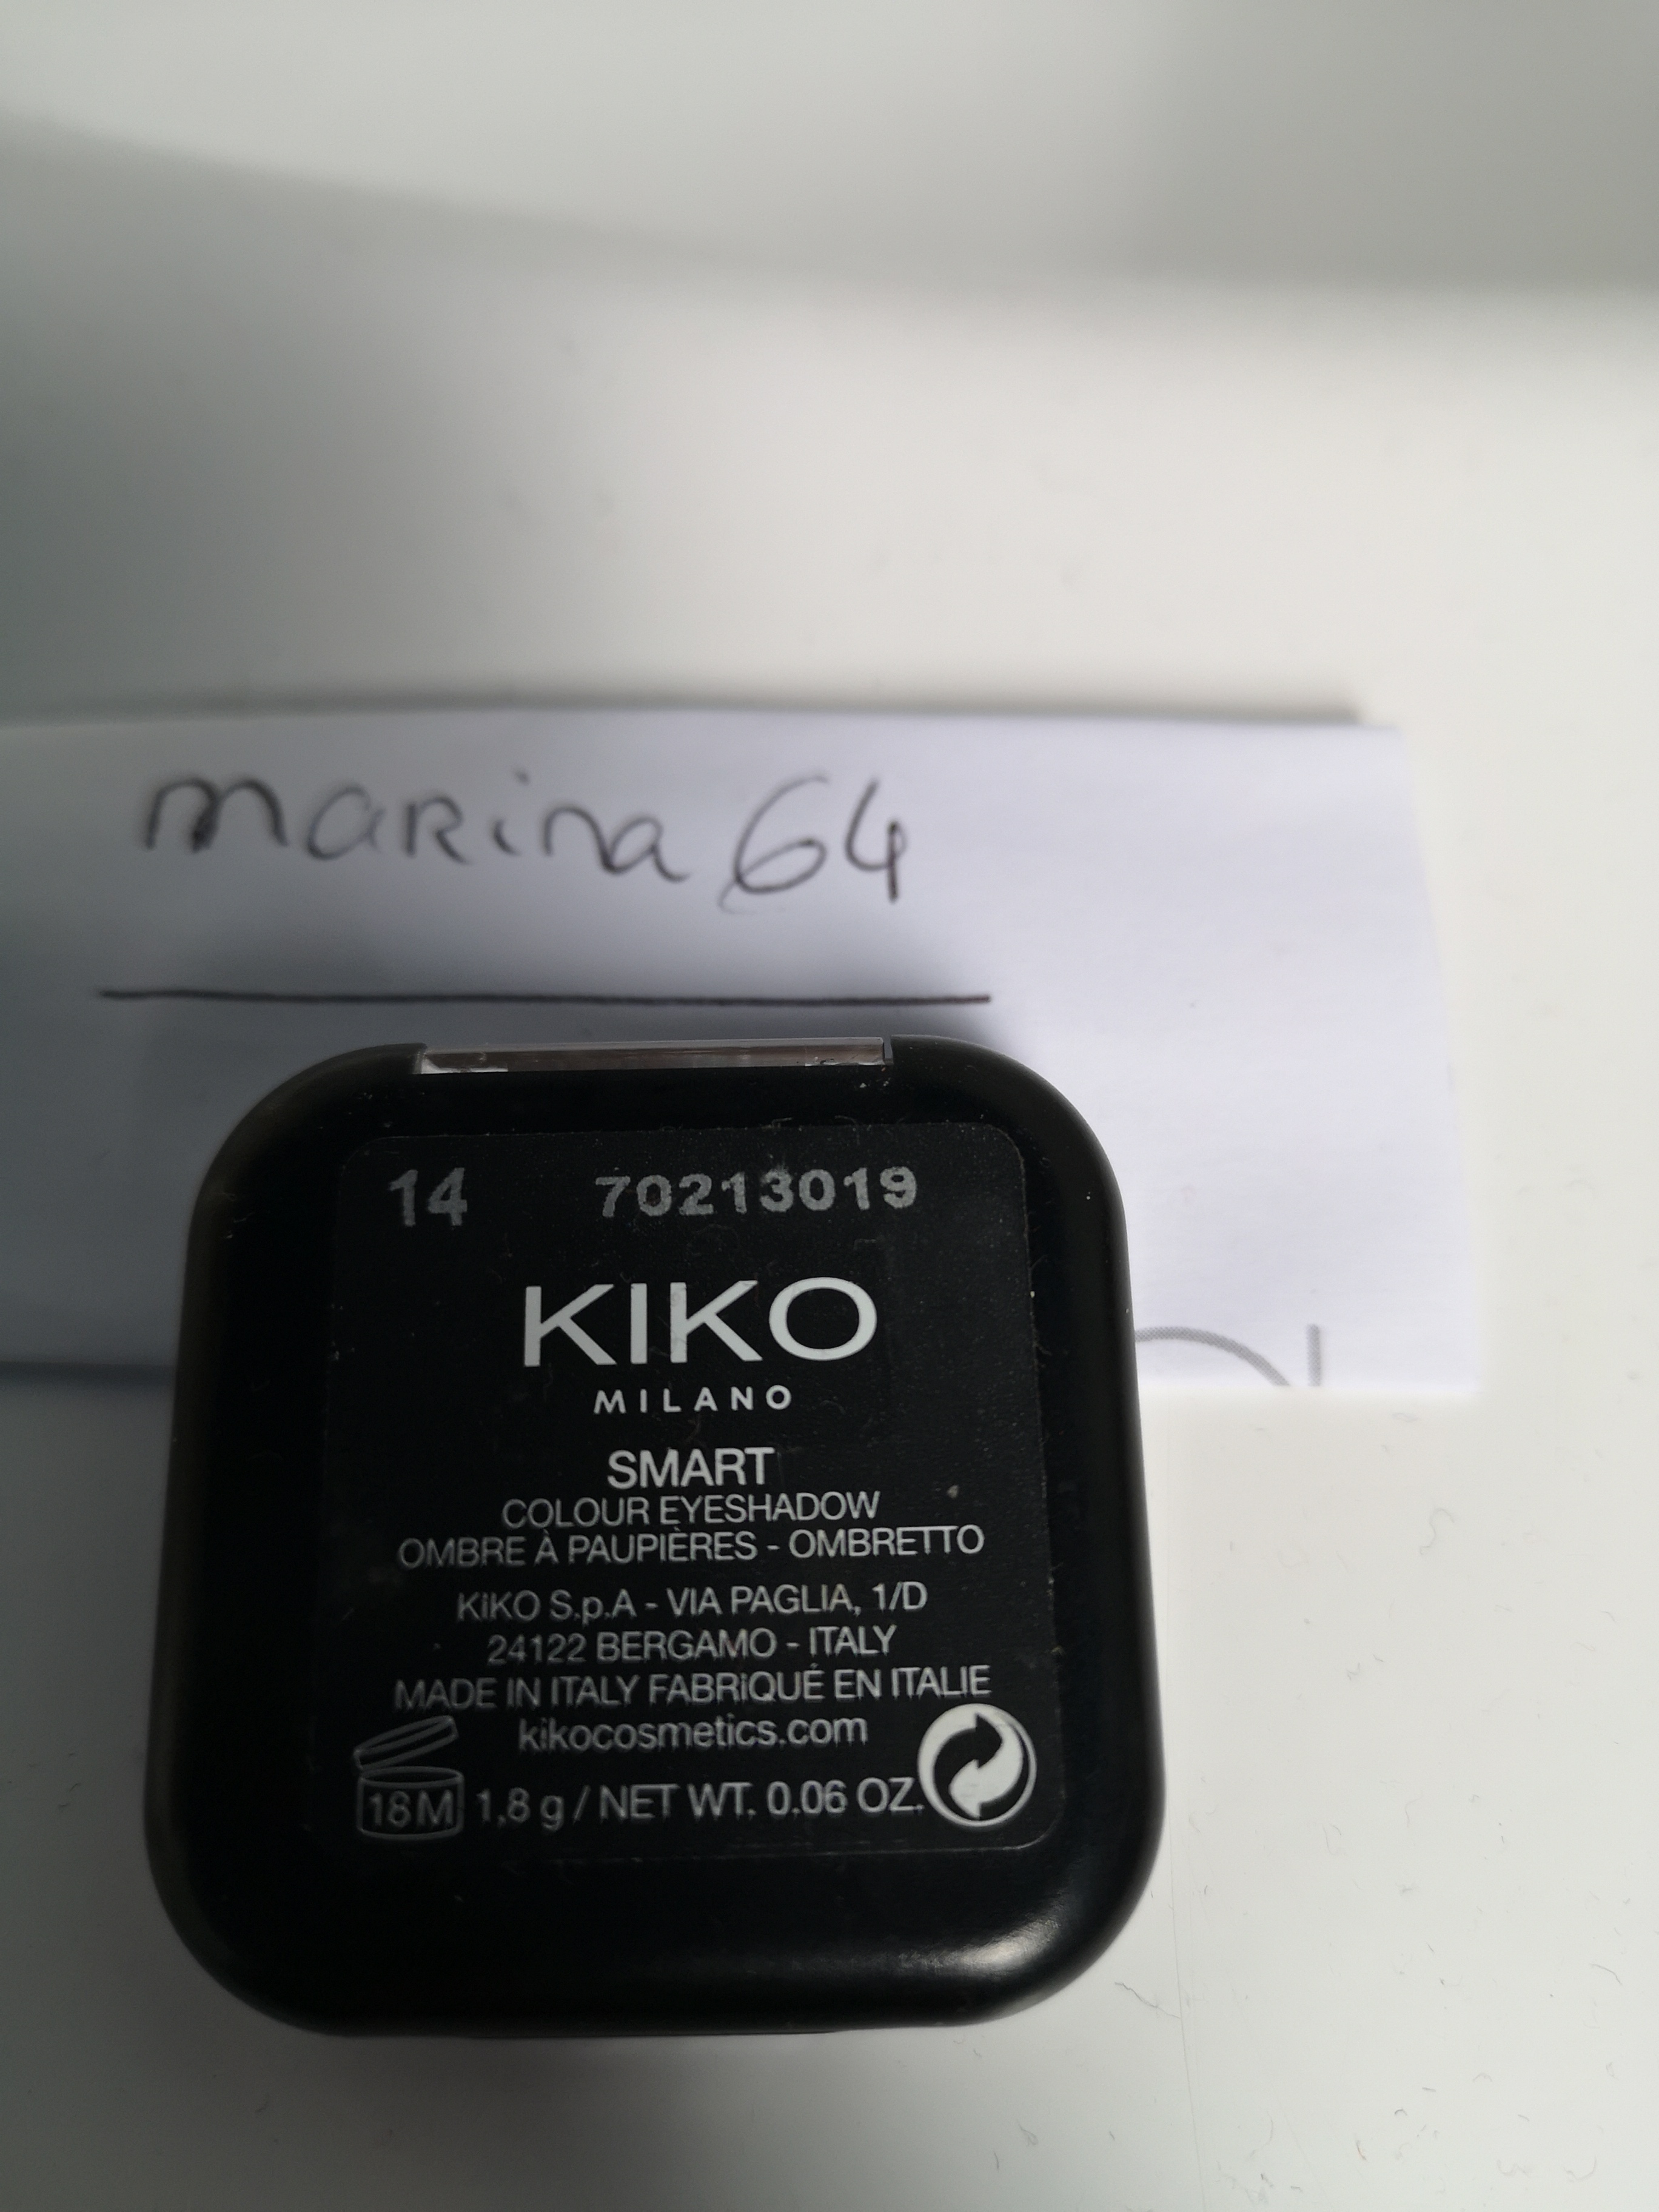 marina 64
14 70213019
KIKO
MILANO
SMART
COLOUR EYESHADOW
OMBRE À PAUPIÈRES - OMBRETTO
KIKO S.p.A - VIA PAGLIA, 1/D
24122 BERGAMO - ITALY
MADE IN ITALY FABRIQUÉ EN ITALIE
kikocosmetics.com
18M 1,8 g / NET WT. 0.06 OZ.